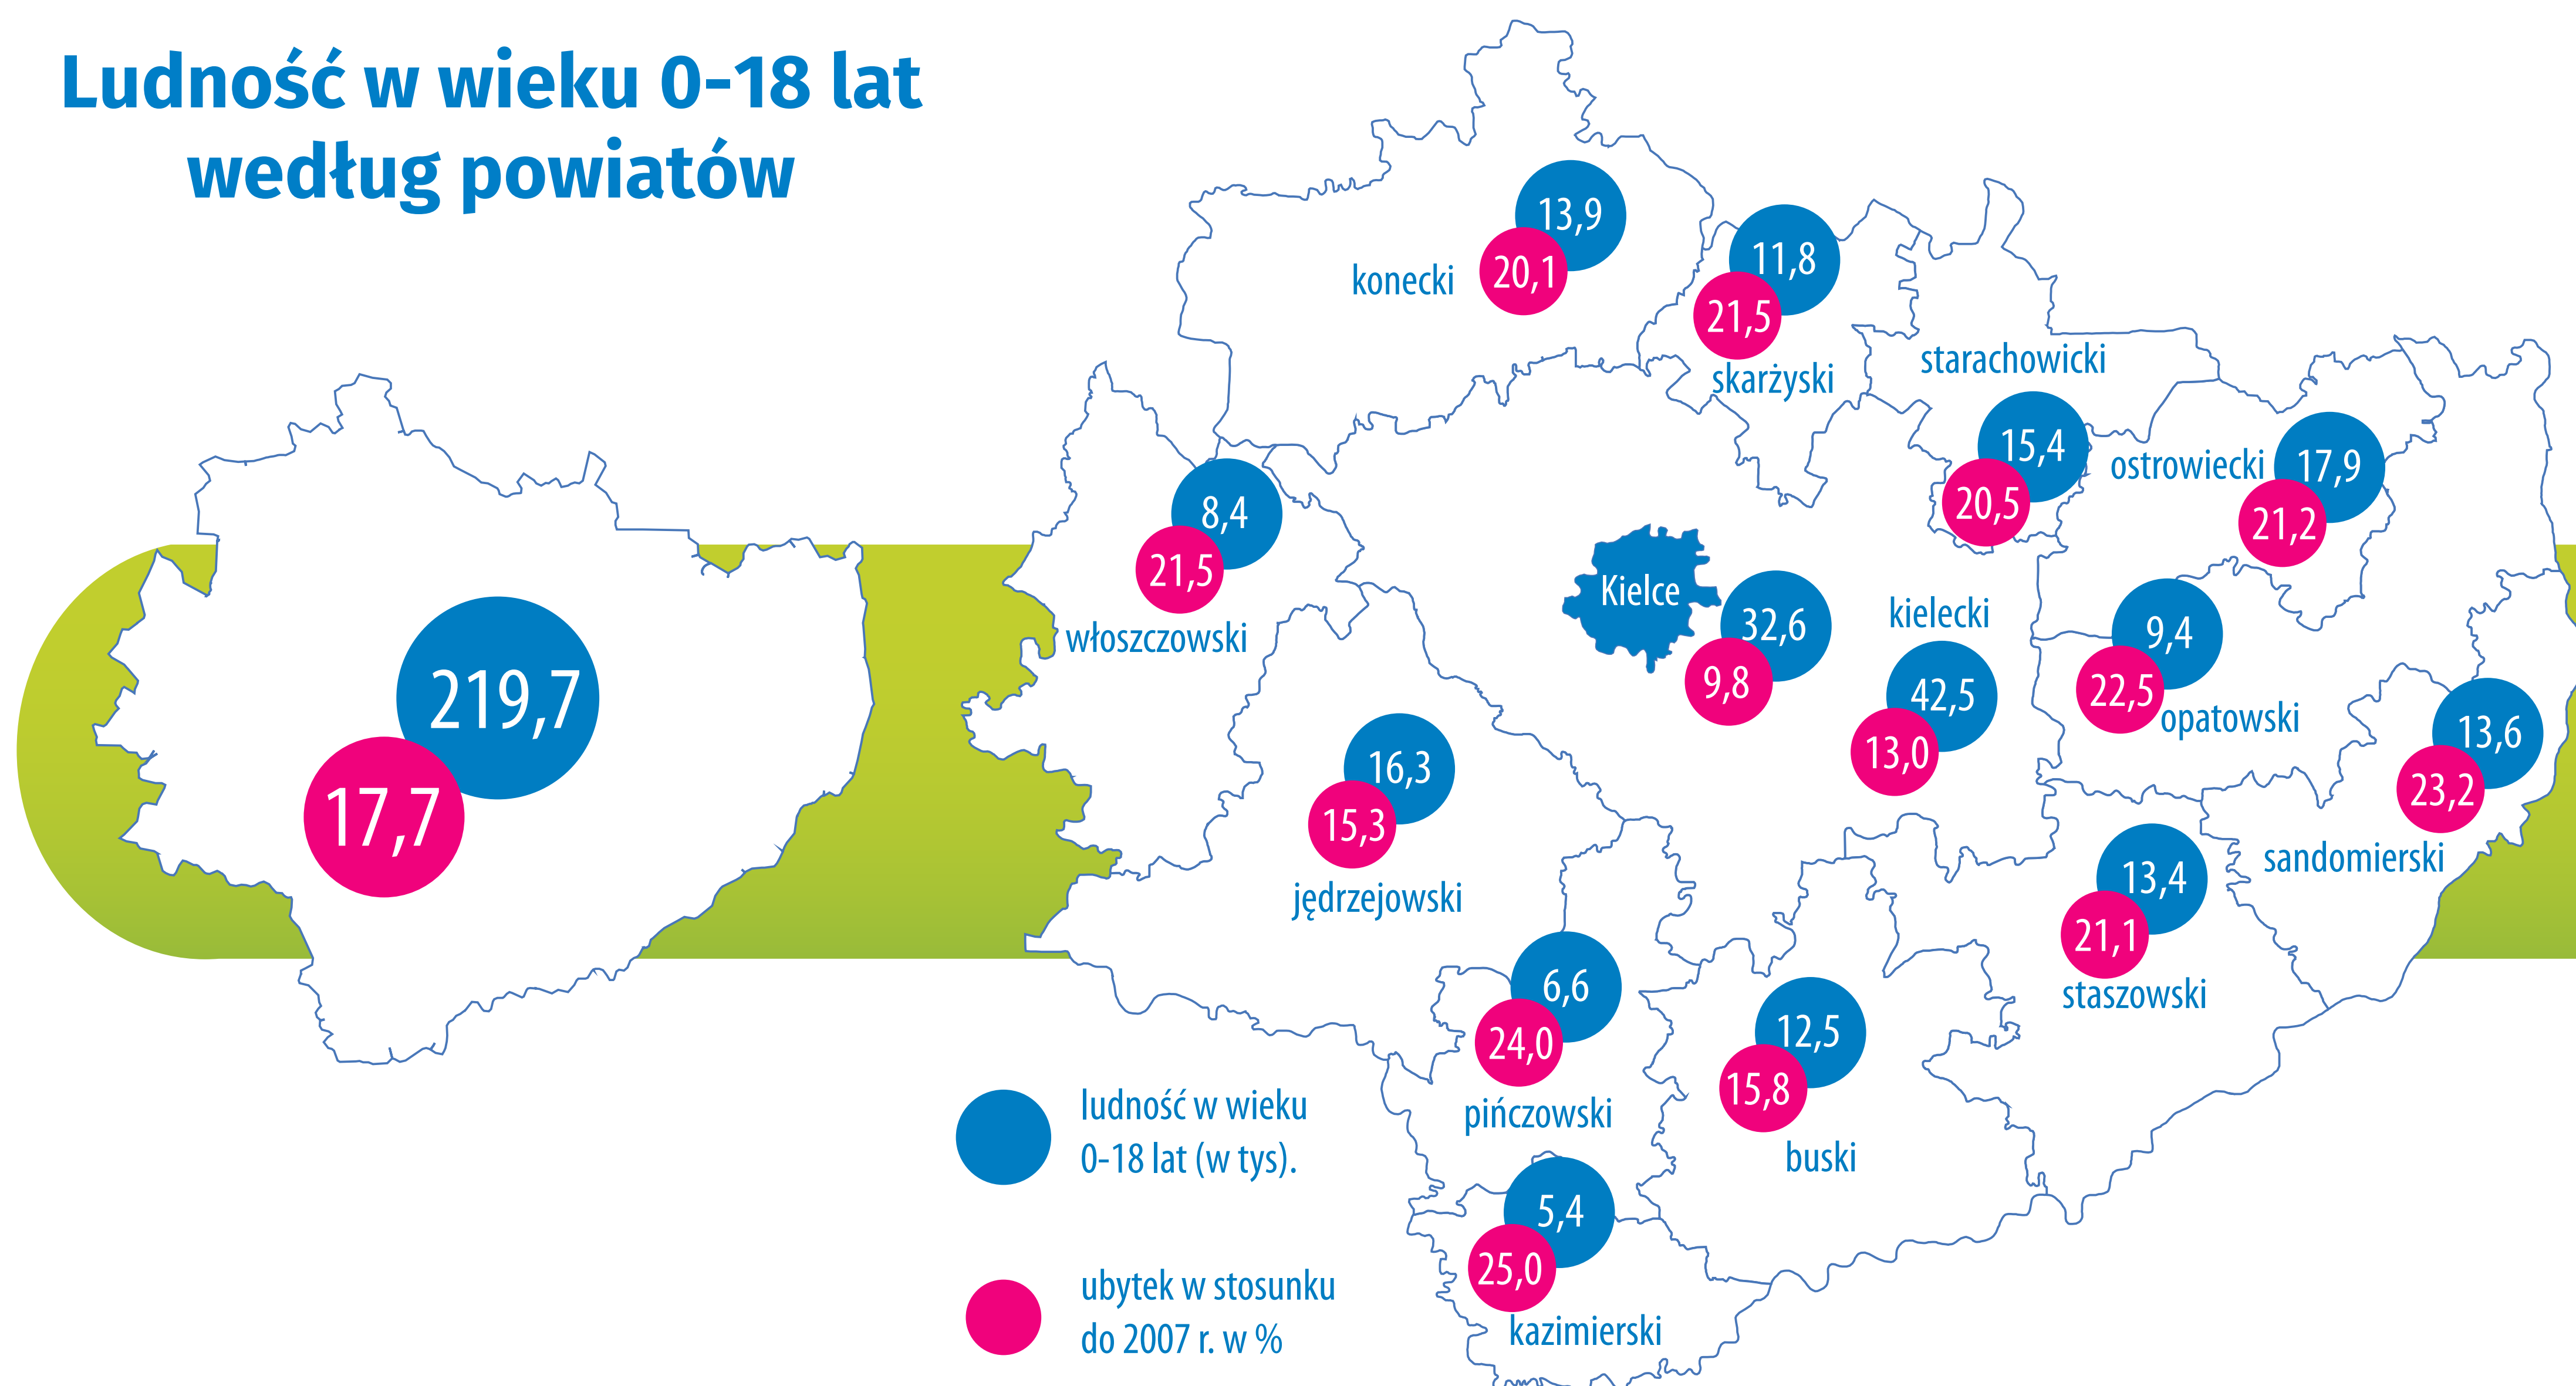 Ludność w wieku 0-18 lat
według powiatów
219,7
17,7
konecki
13,9
20,1
11,8
21,5
skarżyski
starachowicki
15,4
20,5
ostrowiecki
17,9
21,2
8,4
21,5
włoszczowski
Kielce
32,6
9,8
kielecki
42,5
13,0
9,4
22,5
opatowski
13,6
23,2
sandomierski
16,3
15,3
jędrzejowski
13,4
21,1
staszowski
6,6
24,0
pińczowski
12,5
15,8
buski
5,4
25,0
kazimierski
ludność w wieku
0-18 lat (w tys).
ubytek w stosunku
do 2007 r. w %